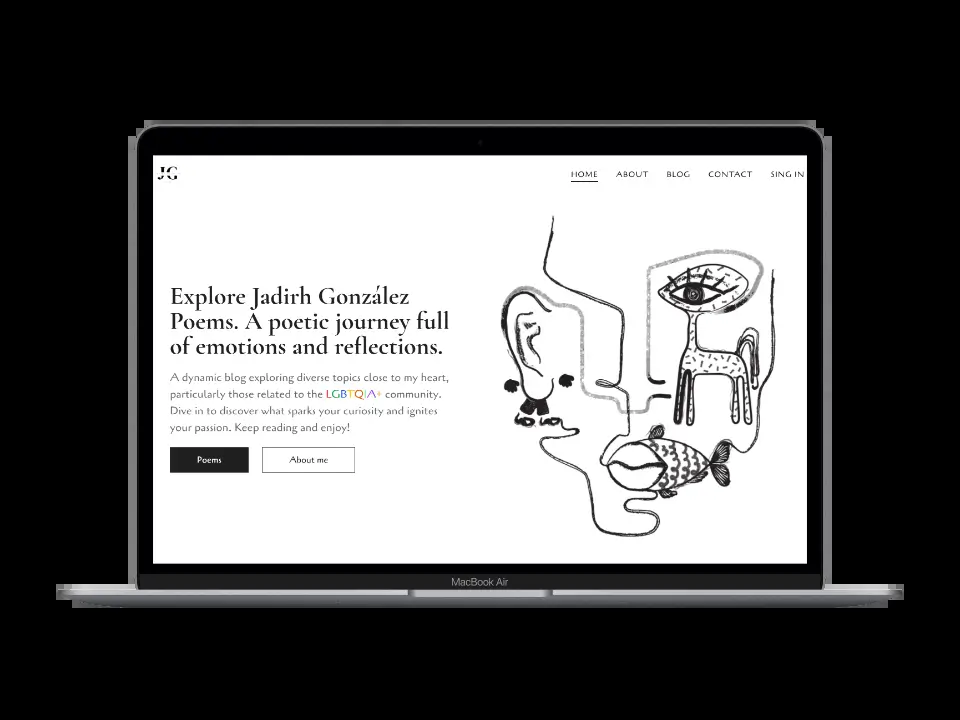 JG
HOME ABOUT BLOG CONTACT SING IN
Explore Jadirh González
Poems. A poetic journey full
of emotions and reflections.
A dynamic blog exploring diverse topics close to my heart,
particularly those related to the LGBTQIA+ community.
Dive in to discover what sparks your curiosity and ignites
your passion. Keep reading and enjoy!
Poems About me
MacBook Air